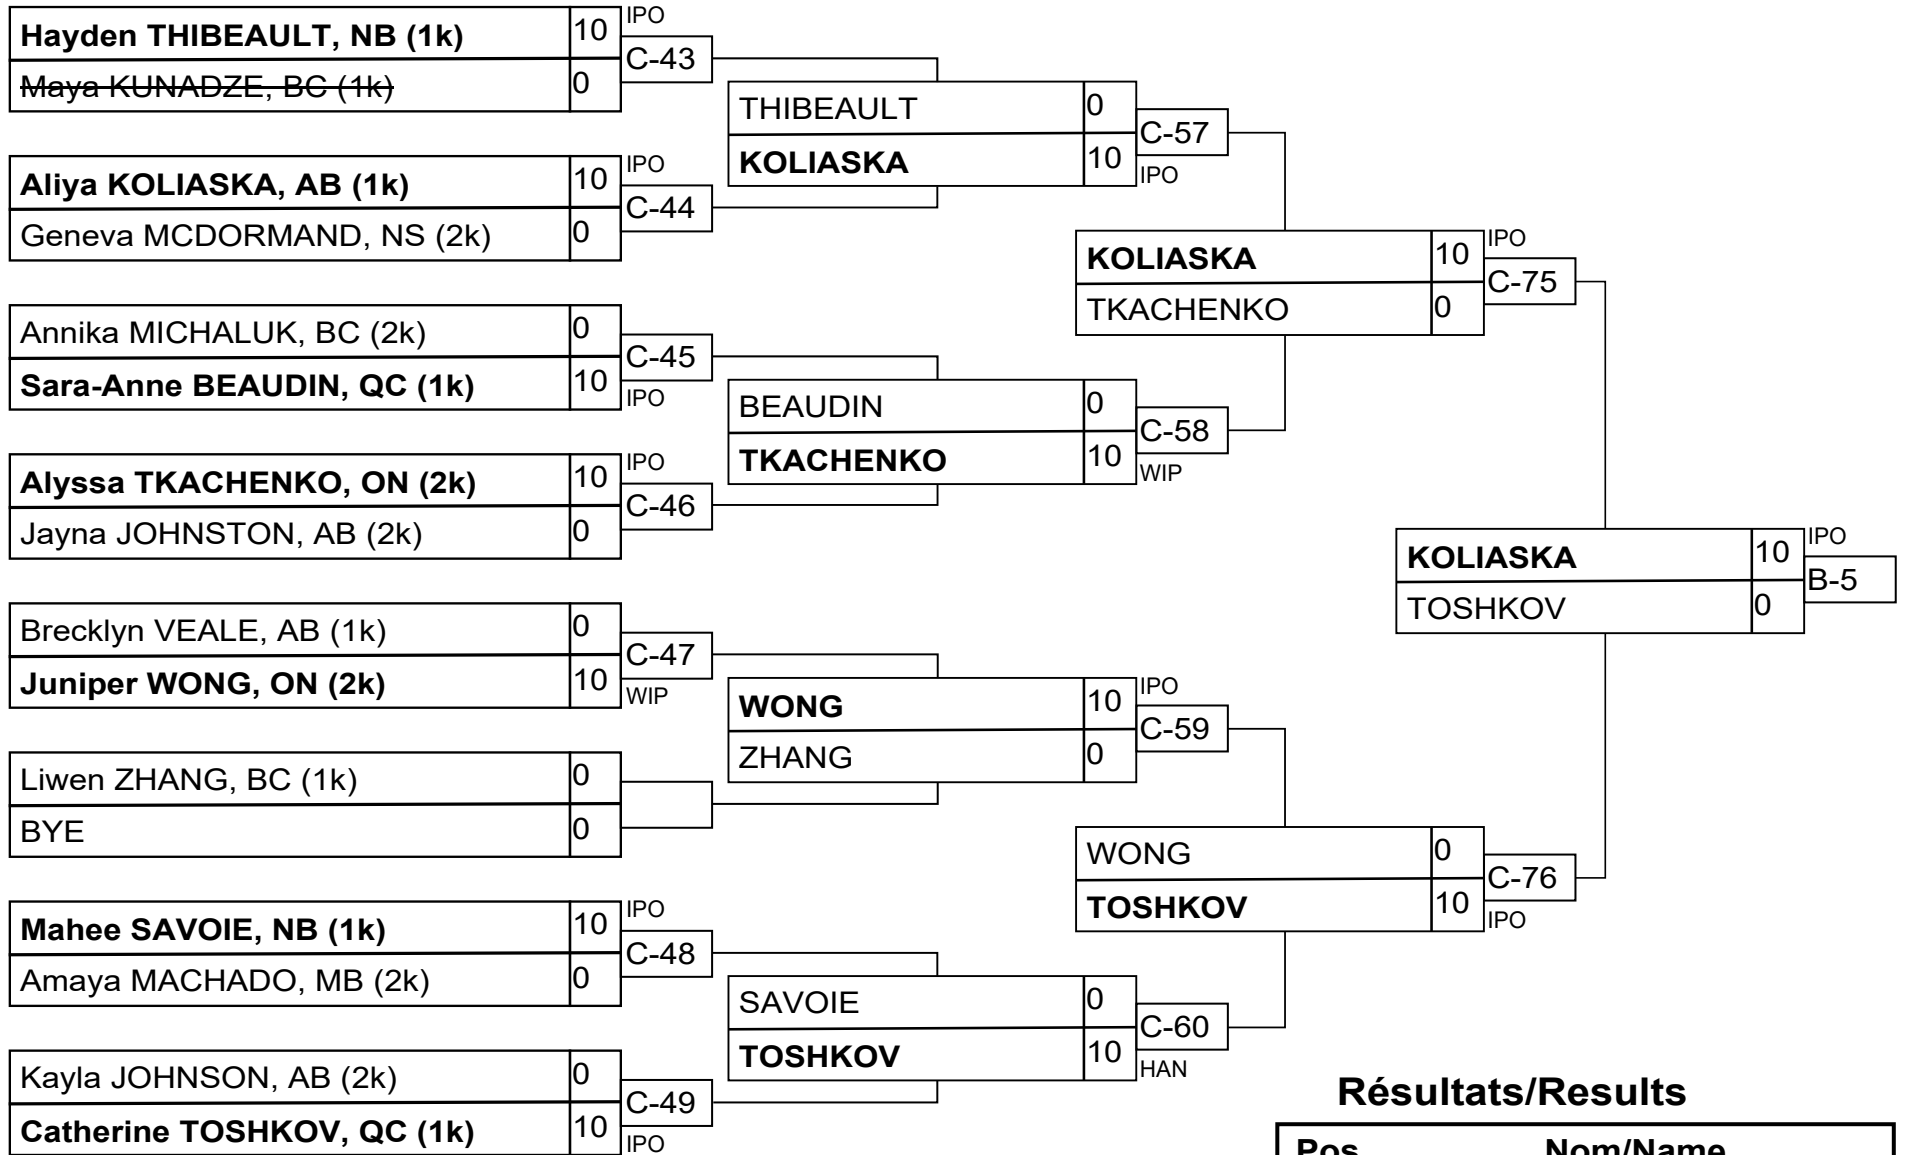 Hayden THIBEAULT, NB (1k) 10 IPO
C-43
Maya KUNADZE, BC (1k) 0
Aliya KOLIASKA, AB (1k) 10 IPO
C-44
Geneva MCDORMAND, NS (2k) 0
Annika MICHALUK, BC (2k) 0
C-45
Sara-Anne BEAUDIN, QC (1k) 10 IPO
Alyssa TKACHENKO, ON (2k) 10 IPO
C-46
Jayna JOHNSTON, AB (2k) 0
Brecklyn VEALE, AB (1k) 0
C-47
Juniper WONG, ON (2k) 10 WIP
Liwen ZHANG, BC (1k) 0
BYE 0
Mahee SAVOIE, NB (1k) 10 IPO
C-48
Amaya MACHADO, MB (2k) 0
Kayla JOHNSON, AB (2k) 0
C-49
Catherine TOSHKOV, QC (1k) 10 IPO
THIBEAULT 0
C-57
KOLIASKA 10 IPO
BEAUDIN 0
C-58
TKACHENKO 10 WIP
WONG 10 IPO
C-59
ZHANG 0
SAVOIE 0
C-60
TOSHKOV 10 HAN
KOLIASKA 10 IPO
C-75
TKACHENKO 0
WONG 0
C-76
TOSHKOV 10 IPO
KOLIASKA 10 IPO
B-5
TOSHKOV 0
Résultats/Results
Pos Nom/Name